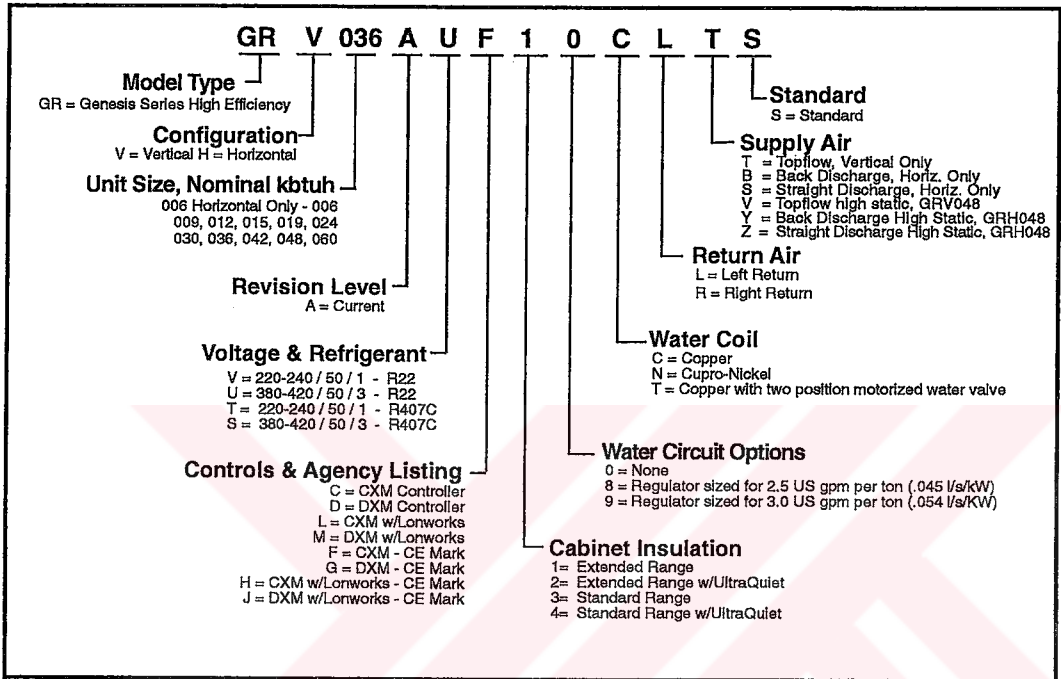 GR V 036 A U F 1 0 C L T S
Model Type
GR = Genesis Series High Efficiency
Configuration
V = Vertical H = Horizontal
Unit Size, Nominal kbtuh
006 Horizontal Only - 006
009, 012, 015, 019, 024
030, 036, 042, 048, 060
Revision Level
A = Current
Voltage & Refrigerant
V = 220-240 / 50 / 1 - R22
U = 380-420 / 50 / 3 - R22
T = 220-240 / 50 / 1 - R407C
S = 380-420 / 50 / 3 - R407C
Controls & Agency Listing
C = CXM Controller
D = DXM Controller
L = CXM w/Lonworks
M = DXM w/Lonworks
F = CXM - CE Mark
G = DXM - CE Mark
H = CXM w/Lonworks - CE Mark
J = DXM w/Lonworks - CE Mark
Standard
S = Standard
Supply Air
T = Topflow, Vertical Only
B = Back Discharge, Horiz. Only
S = Straight Discharge, Horiz. Only
V = Topflow high static, GRV048
Y = Back Discharge High Static, GRH048
Z = Straight Discharge High Static, GRH048
Return Air
L = Left Return
R = Right Return
Water Coil
C = Copper
N = Cupro-Nickel
T = Copper with two position motorized water valve
Water Circuit Options
0 = None
8 = Regulator sized for 2.5 US gpm per ton (.045 l/s/KW)
9 = Regulator sized for 3.0 US gpm per ton (.054 l/s/KW)
Cabinet Insulation
1= Extended Range
2= Extended Range w/UltraQuiet
3= Standard Range
4= Standard Range w/UltraQuiet